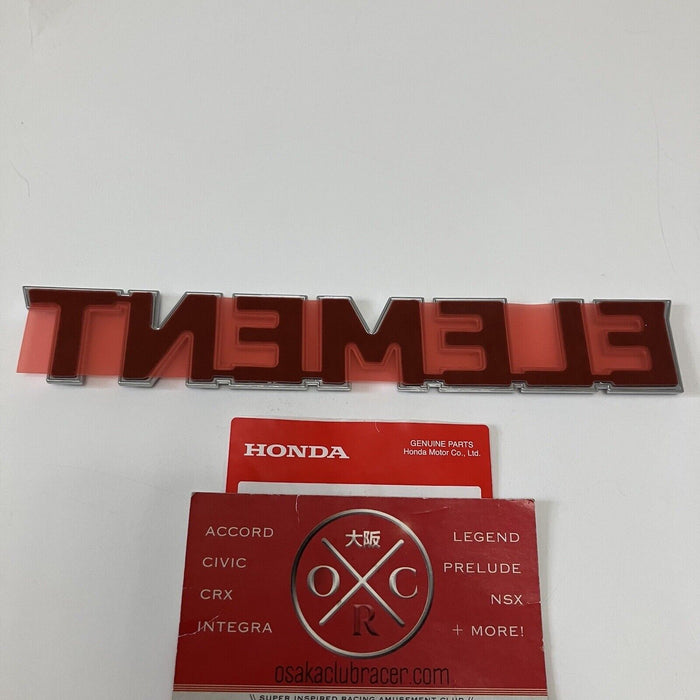 ELEMENT
HONDA
GENUINE PARTS
Honda Motor Co., Ltd.
ACCORD
CIVIC
CRX
INTEGRA
大阪
O C
R
LEGEND
PRELUDE
NSX
+ MORE!
osakaclubracer.com
\\ SUPER INSPIRED RACING AMUSEMENT CLUB //